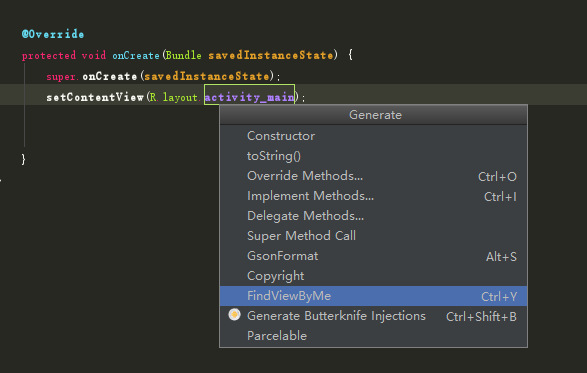 @Override
protected void onCreate(Bundle savedInstanceState) {
super.onCreate(savedInstanceState);
setContentView(R.layout.activity_main);
}
Generate
Constructor
toString()
Override Methods... Ctrl+O
Implement Methods... Ctrl+I
Delegate Methods...
Super Method Call
GsonFormat Alt+S
Copyright
FindViewByMe Ctrl+Y
Generate Butterknife Injections Ctrl+Shift+B
Parcelable